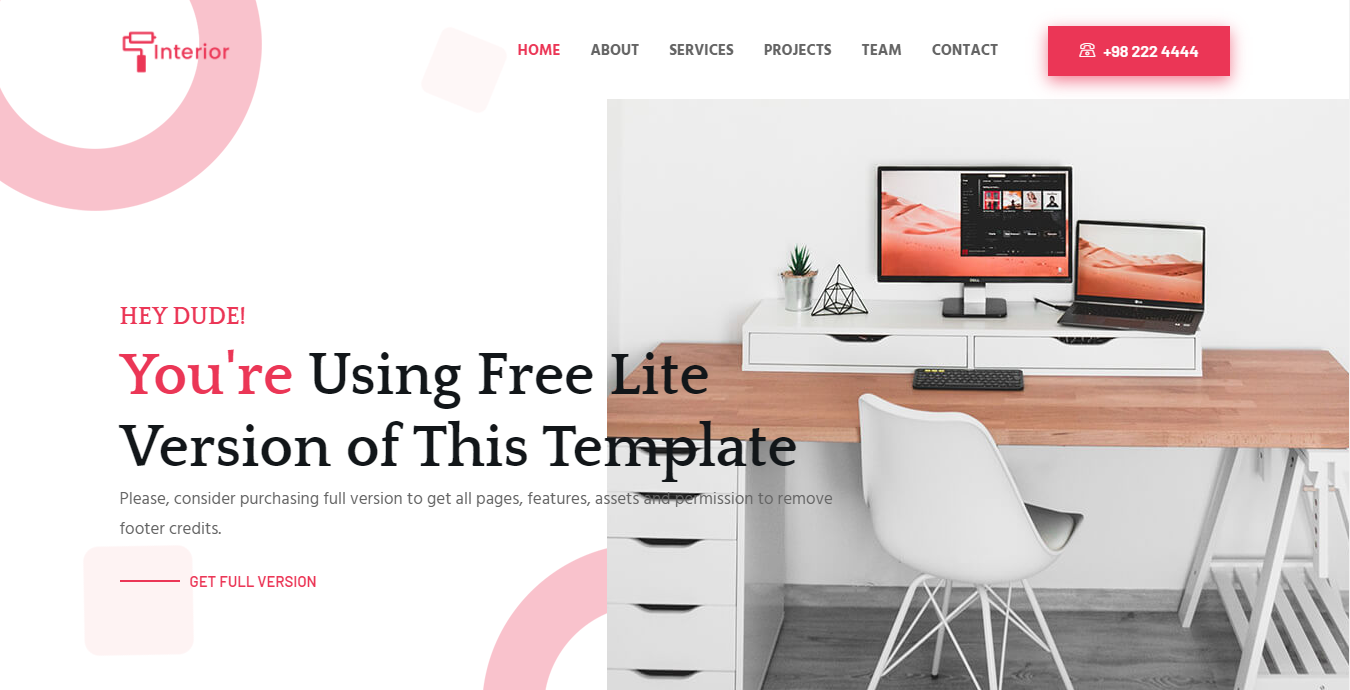 Interior
HOME ABOUT SERVICES PROJECTS TEAM CONTACT
+98 222 4444
HEY DUDE!
You're Using Free Lite
Version of This Template
Please, consider purchasing full version to get all pages, features, assets and permission to remove
footer credits.
GET FULL VERSION
DELL
LG